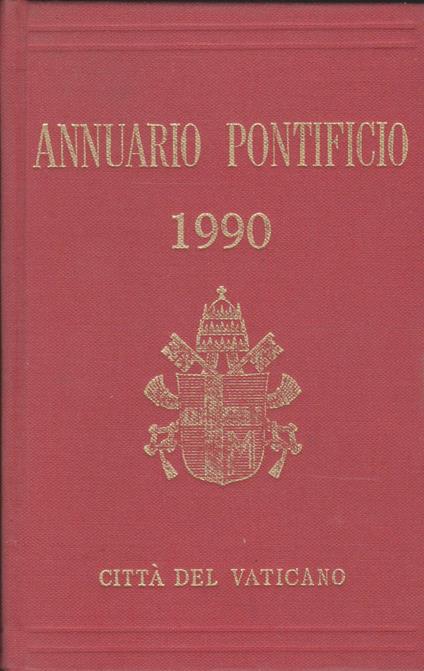 ANNUARIO PONTIFICIO
1990
M
CITTÀ DEL VATICANO